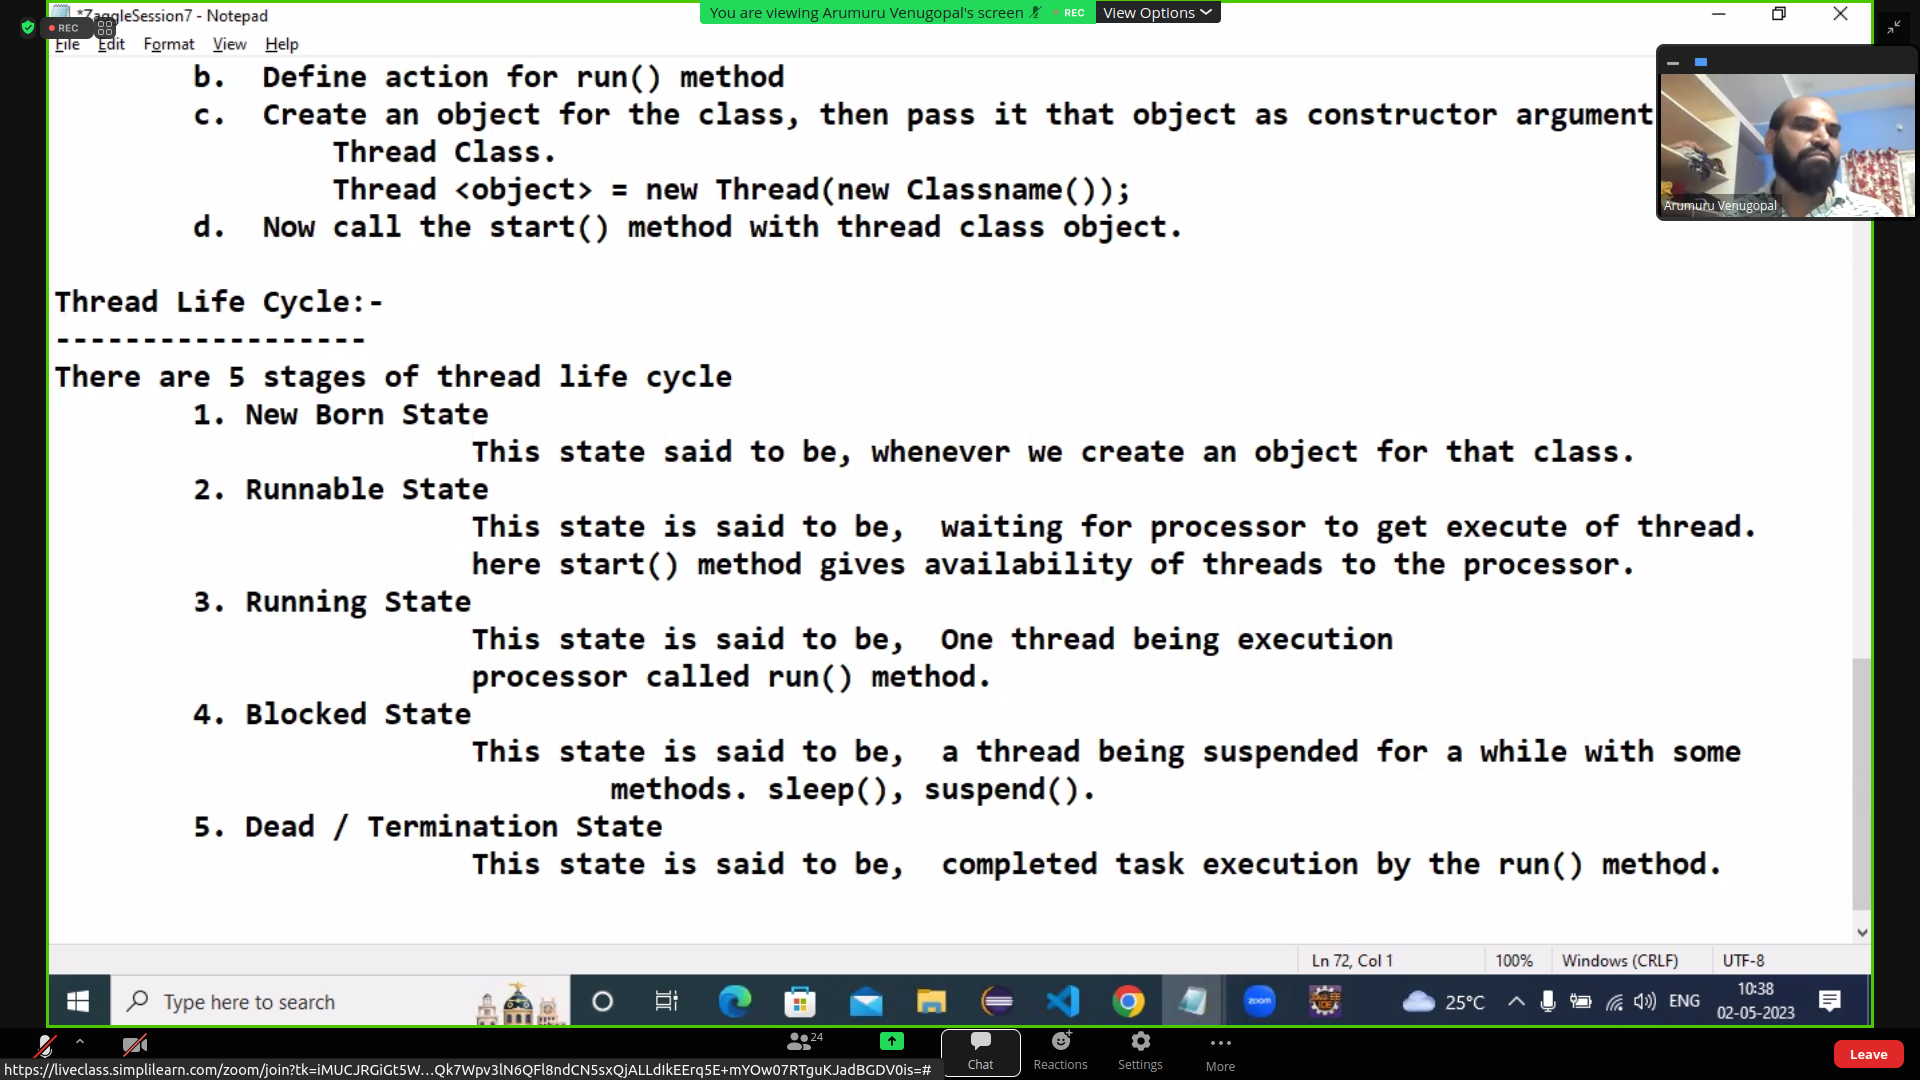 *ZaggleSession7 - Notepad
You are viewing Arumuru Venugopal's screen REC View Options
REC
File Edit Format View Help
b. Define action for run() method
c. Create an object for the class, then pass it that object as constructor argument
Thread Class.
Thread <object> = new Thread(new Classname());
d. Now call the start() method with thread class object.
Arumuru Venugopal
Thread Life Cycle:-
------------------
There are 5 stages of thread life cycle
1. New Born State
This state said to be, whenever we create an object for that class.
2. Runnable State
This state is said to be, waiting for processor to get execute of thread.
here start() method gives availability of threads to the processor.
3. Running State
This state is said to be, One thread being execution
processor called run() method.
4. Blocked State
This state is said to be, a thread being suspended for a while with some
methods. sleep(), suspend().
5. Dead / Termination State
This state is said to be, completed task execution by the run() method.
Ln 72, Col 1 100% Windows (CRLF) UTF-8
Type here to search
zoom
25°C ENG
10:38
02-05-2023
24
Chat Reactions Settings More
Leave
https://liveclass.simplilearn.com/zoom/join?tk=iMUCJRGiGt5W...Qk7Wpv3lN6QFl8ndCN5sxQjALLdIkEErq5E+mYOw07RTguKJadBGDV0is=#